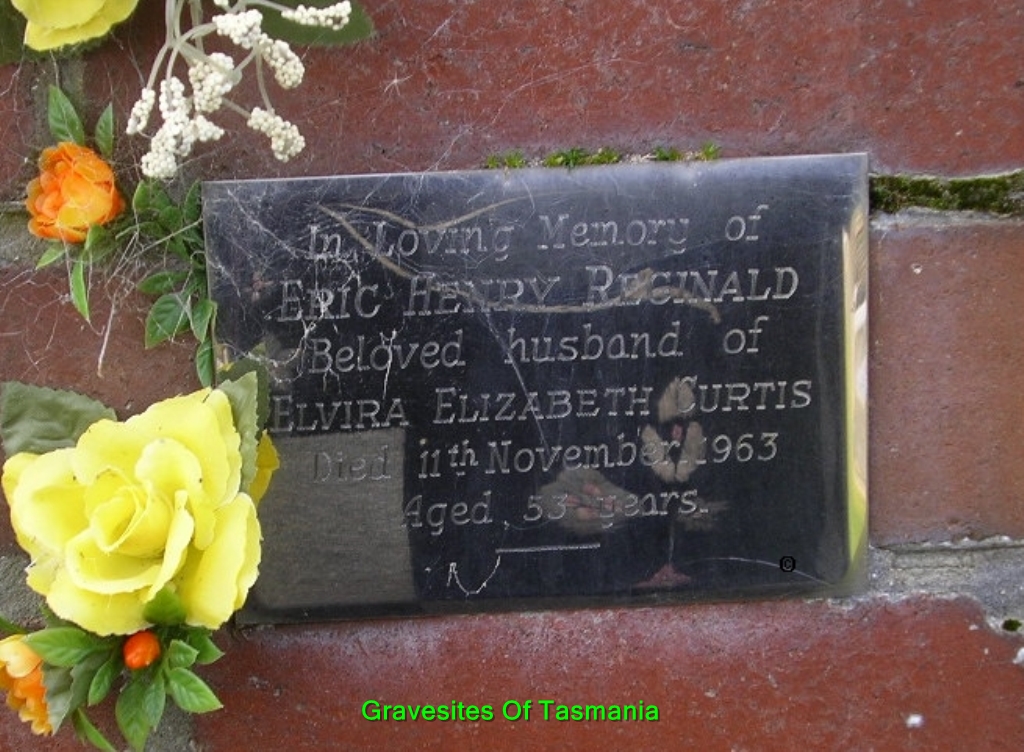 In Loving Memory of
ERIC HENRY REGINALD
Beloved husband of
ELVIRA ELIZABETH CURTIS
Died 11th November 1963
Aged 53 years.
©
Gravesites Of Tasmania